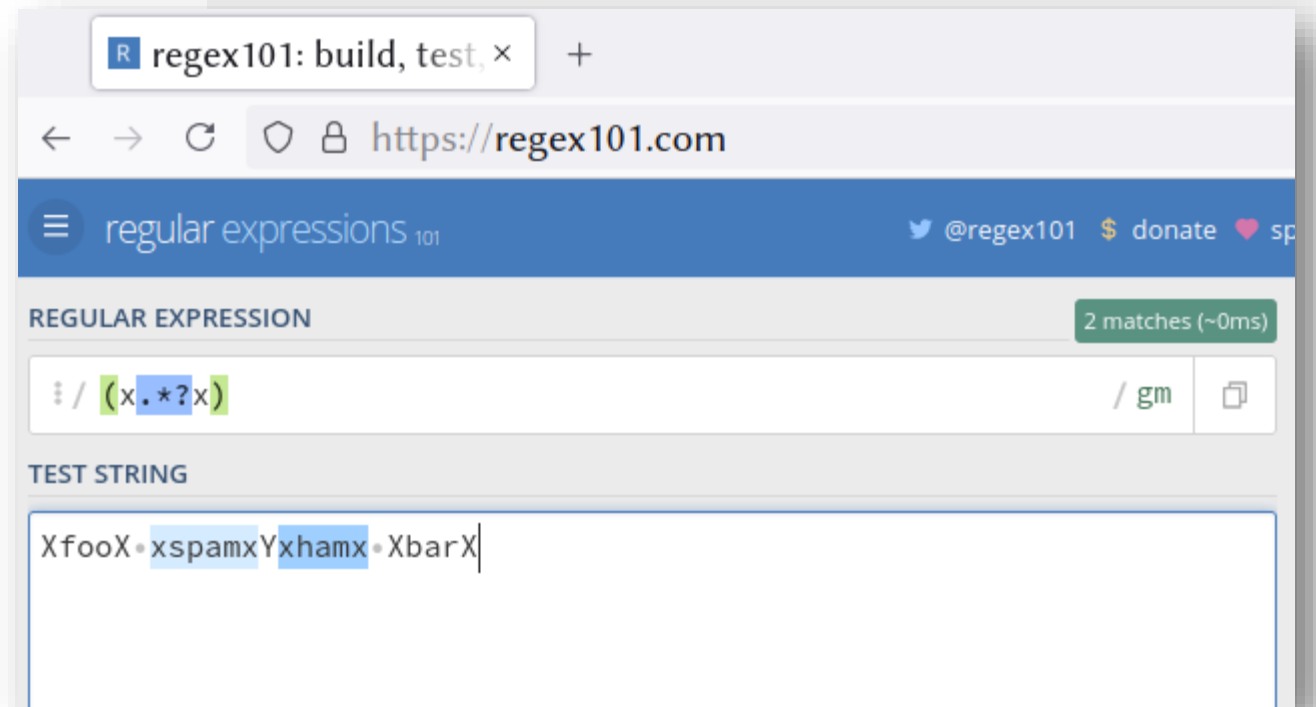 R regex101: build, test, × +
https://regex101.com
regular expressions 101 @regex101 $ donate sp
REGULAR EXPRESSION 2 matches (~0ms)
/ (x.*?x) / gm
TEST STRING
XfooX•xspamxYxhamx•XbarX